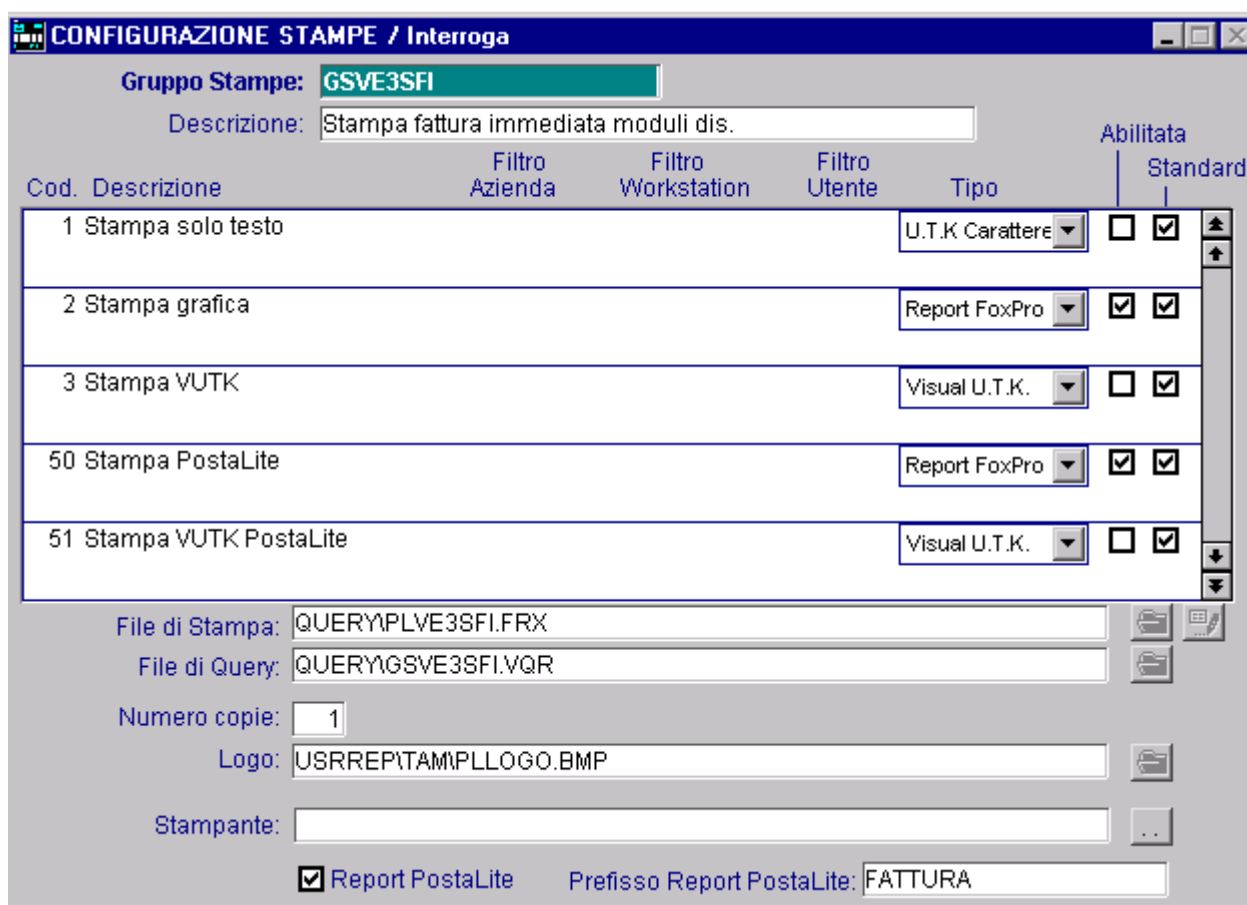 CONFIGURAZIONE STAMPE / Interroga
Gruppo Stampe: GSVE3SFI
Descrizione: Stampa fattura immediata moduli dis.
Abilitata
Filtro Filtro Filtro Standard
Cod. Descrizione Azienda Workstation Utente Tipo
1 Stampa solo testo U.T.K Carattere
2 Stampa grafica Report FoxPro
3 Stampa VUTK Visual U.T.K.
50 Stampa PostaLite Report FoxPro
51 Stampa VUTK PostaLite Visual U.T.K.
File di Stampa: QUERY\PLVE3SFI.FRX
File di Query: QUERY\GSVE3SFI.VQR
Numero copie: 1
Logo: USRREP\TAM\PLLOGO.BMP
Stampante: ..
Report PostaLite Prefisso Report PostaLite: FATTURA